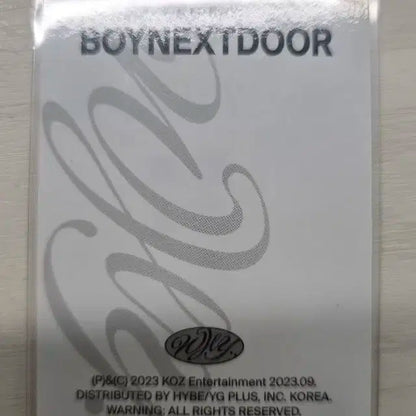 BOYNEXTDOOR
WHY..
(P)&(C) 2023 KOZ Entertainment 2023.09.
DISTRIBUTED BY HYBE/YG PLUS, INC. KOREA.
WARNING: ALL RIGHTS RESERVED.